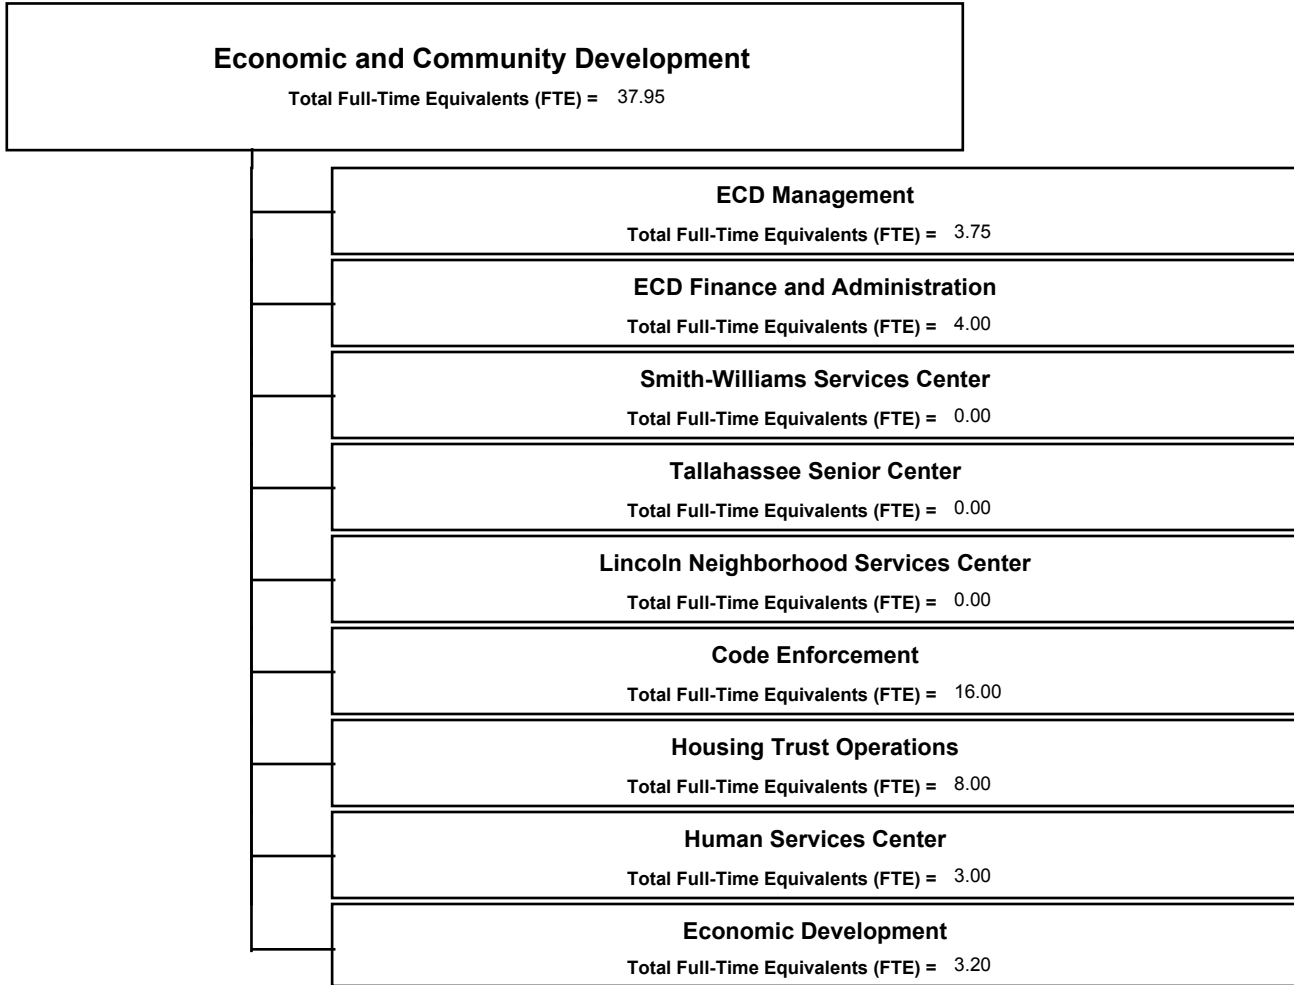 Economic and Community Development
Total Full-Time Equivalents (FTE) = 37.95
ECD Management
Total Full-Time Equivalents (FTE) = 3.75
ECD Finance and Administration
Total Full-Time Equivalents (FTE) = 4.00
Smith-Williams Services Center
Total Full-Time Equivalents (FTE) = 0.00
Tallahassee Senior Center
Total Full-Time Equivalents (FTE) = 0.00
Lincoln Neighborhood Services Center
Total Full-Time Equivalents (FTE) = 0.00
Code Enforcement
Total Full-Time Equivalents (FTE) = 16.00
Housing Trust Operations
Total Full-Time Equivalents (FTE) = 8.00
Human Services Center
Total Full-Time Equivalents (FTE) = 3.00
Economic Development
Total Full-Time Equivalents (FTE) = 3.20